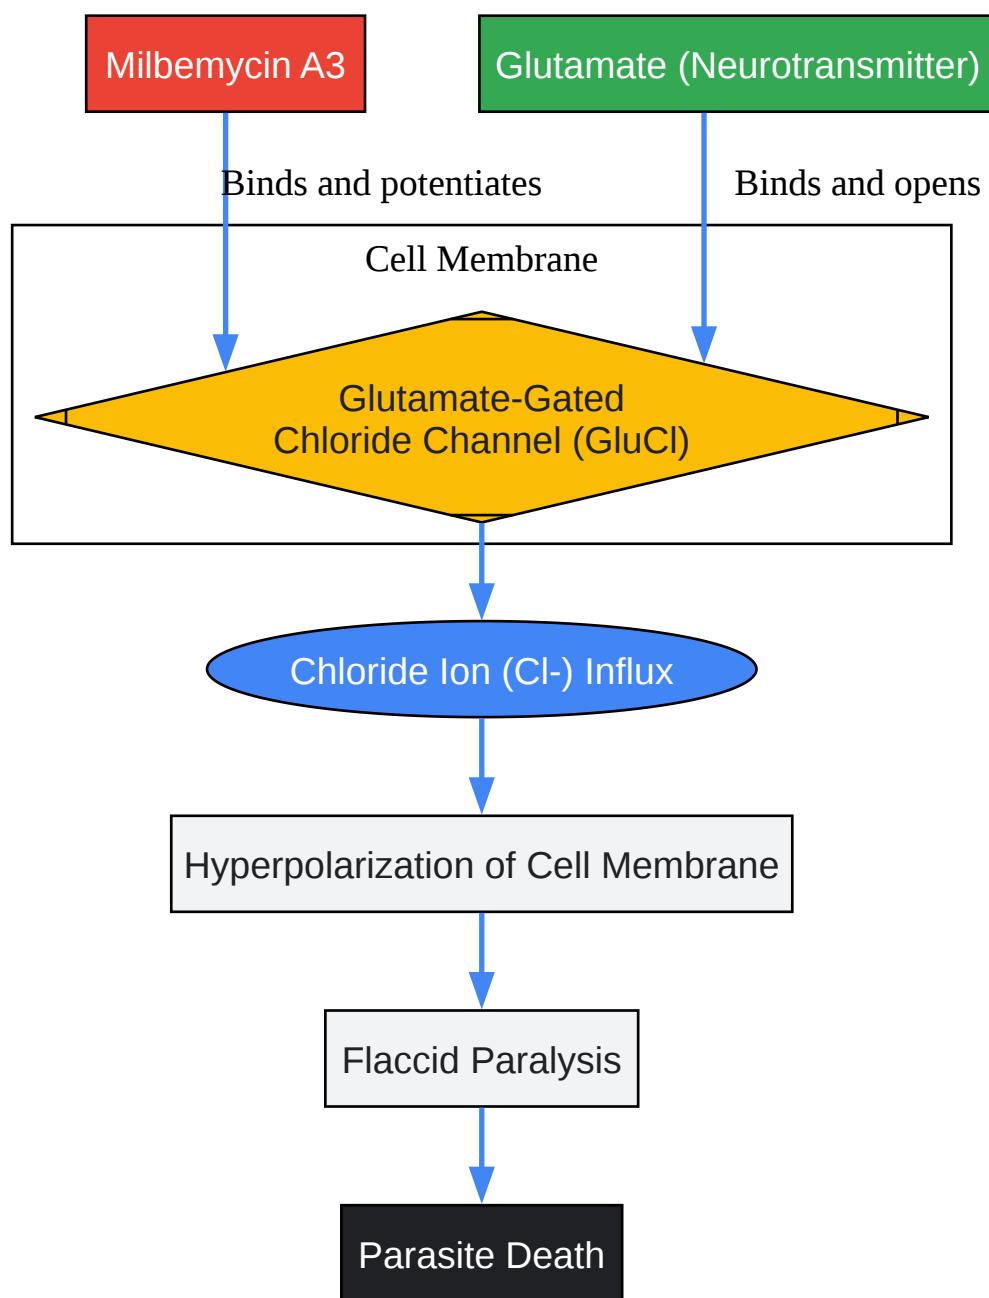 Milbemycin A3
Glutamate (Neurotransmitter)
Binds and potentiates
Binds and opens
Cell Membrane
Glutamate-Gated
Chloride Channel (GluCl)
Chloride Ion (Cl-) Influx
Hyperpolarization of Cell Membrane
Flaccid Paralysis
Parasite Death